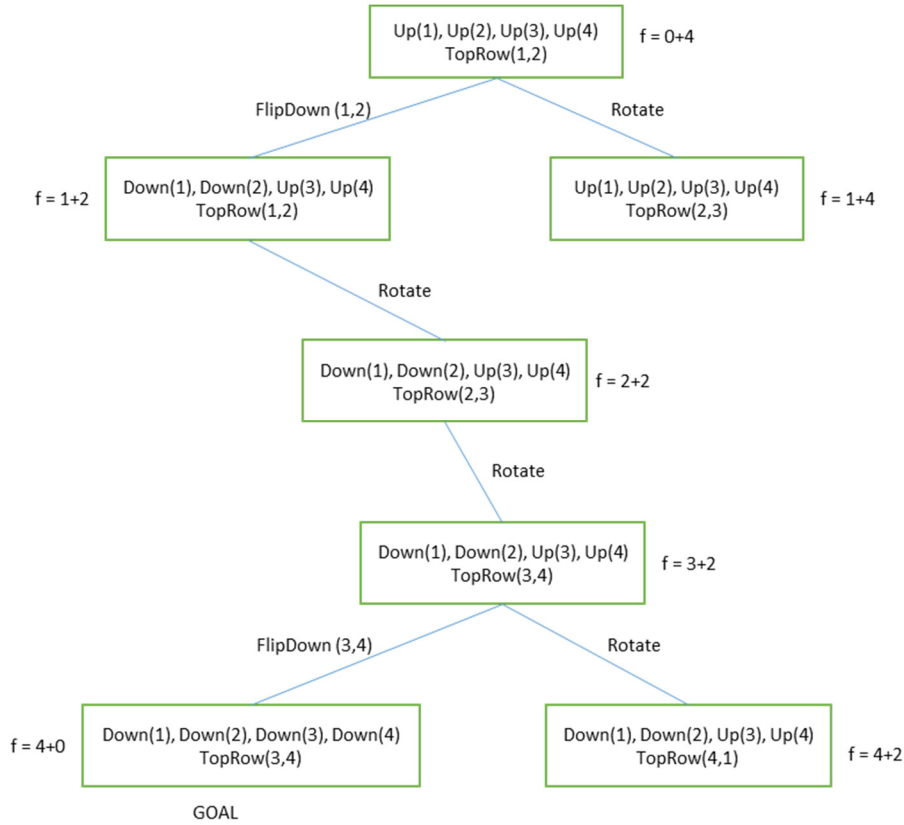 Up(1), Up(2), Up(3), Up(4)
TopRow(1,2)
f = 0+4
FlipDown (1,2)
Rotate
f = 1+2
Down(1), Down(2), Up(3), Up(4)
TopRow(1,2)
Up(1), Up(2), Up(3), Up(4)
TopRow(2,3)
f = 1+4
Rotate
Down(1), Down(2), Up(3), Up(4)
TopRow(2,3)
f = 2+2
Rotate
Down(1), Down(2), Up(3), Up(4)
TopRow(3,4)
f = 3+2
FlipDown (3,4)
Rotate
f = 4+0
Down(1), Down(2), Down(3), Down(4)
TopRow(3,4)
Down(1), Down(2), Up(3), Up(4)
TopRow(4,1)
f = 4+2
GOAL